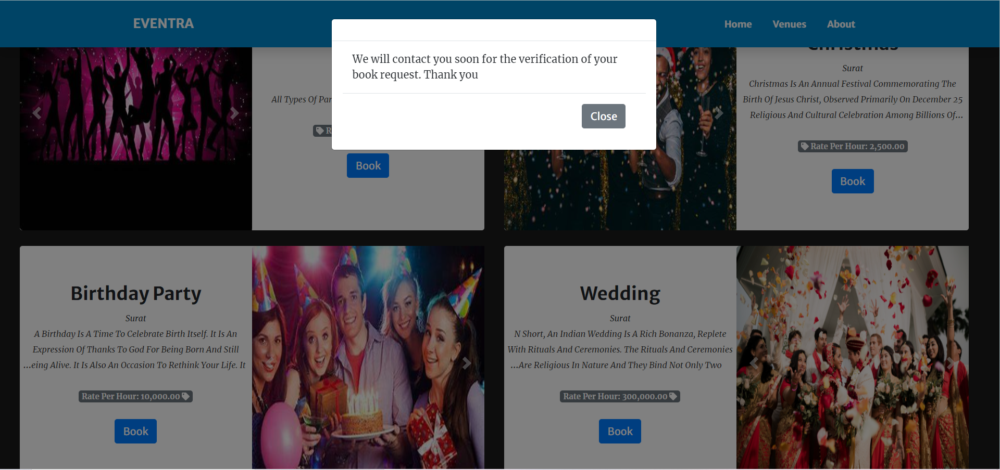 EVENTRA
Home
Venues
About
We will contact you soon for the verification of your
book request. Thank you
Close
All Types Of Par
Book
Surat
Christmas Is An Annual Festival Commemorating The
Birth Of Jesus Christ, Observed Primarily On December 25
Religious And Cultural Celebration Among Billions Of...
Rate Per Hour: 2,500.00
Book
Birthday Party
Surat
A Birthday Is A Time To Celebrate Birth Itself. It Is An
Expression Of Thanks To God For Being Born And Still
...eing Alive. It Is Also An Occasion To Rethink Your Life. It
Rate Per Hour: 10,000.00
Book
Wedding
Surat
N Short, An Indian Wedding Is A Rich Bonanza, Replete
With Rituals And Ceremonies. The Rituals And Ceremonies
...Are Religious In Nature And They Bind Not Only Two
Rate Per Hour: 300,000.00
Book